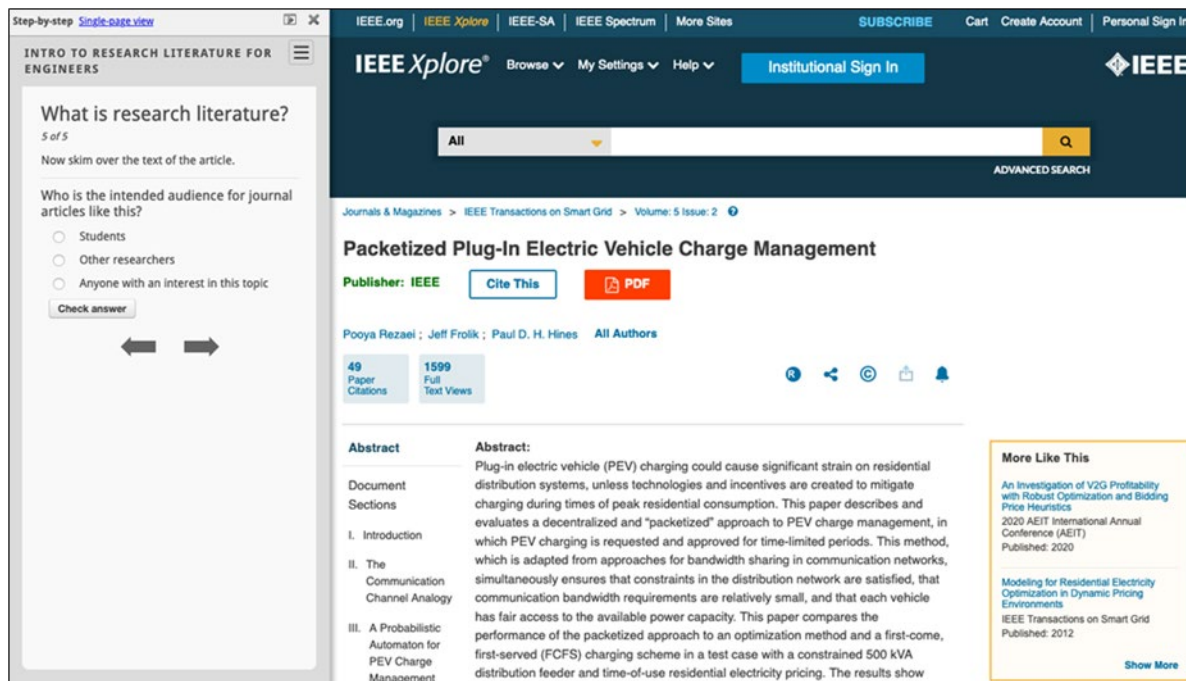 Step-by-step Single-page view
INTRO TO RESEARCH LITERATURE FOR
ENGINEERS
What is research literature?
5 of 5
Now skim over the text of the article.
Who is the intended audience for journal
articles like this?
Students
Other researchers
Anyone with an interest in this topic
Check answer
IEEE.org IEEE Xplore IEEE-SA IEEE Spectrum More Sites SUBSCRIBE Cart Create Account Personal Sign In
IEEE Xplore® Browse My Settings Help Institutional Sign In IEEE
All
ADVANCED SEARCH
Journals & Magazines > IEEE Transactions on Smart Grid > Volume: 5 Issue: 2
Packetized Plug-In Electric Vehicle Charge Management
Publisher: IEEE Cite This PDF
Pooya Rezaei ; Jeff Frolik ; Paul D. H. Hines All Authors
49
Paper
Citations
1599
Full
Text Views
R
©
Abstract
Document
Sections
I. Introduction
II. The
Communication
Channel Analogy
III. A Probabilistic
Automaton for
PEV Charge
Management
Abstract:
Plug-in electric vehicle (PEV) charging could cause significant strain on residential
distribution systems, unless technologies and incentives are created to mitigate
charging during times of peak residential consumption. This paper describes and
evaluates a decentralized and “packetized” approach to PEV charge management, in
which PEV charging is requested and approved for time-limited periods. This method,
which is adapted from approaches for bandwidth sharing in communication networks,
simultaneously ensures that constraints in the distribution network are satisfied, that
communication bandwidth requirements are relatively small, and that each vehicle
has fair access to the available power capacity. This paper compares the
performance of the packetized approach to an optimization method and a first-come,
first-served (FCFS) charging scheme in a test case with a constrained 500 kVA
distribution feeder and time-of-use residential electricity pricing. The results show
More Like This
An Investigation of V2G Profitability
with Robust Optimization and Bidding
Price Heuristics
2020 AEIT International Annual
Conference (AEIT)
Published: 2020
Modeling for Residential Electricity
Optimization in Dynamic Pricing
Environments
IEEE Transactions on Smart Grid
Published: 2012
Show More